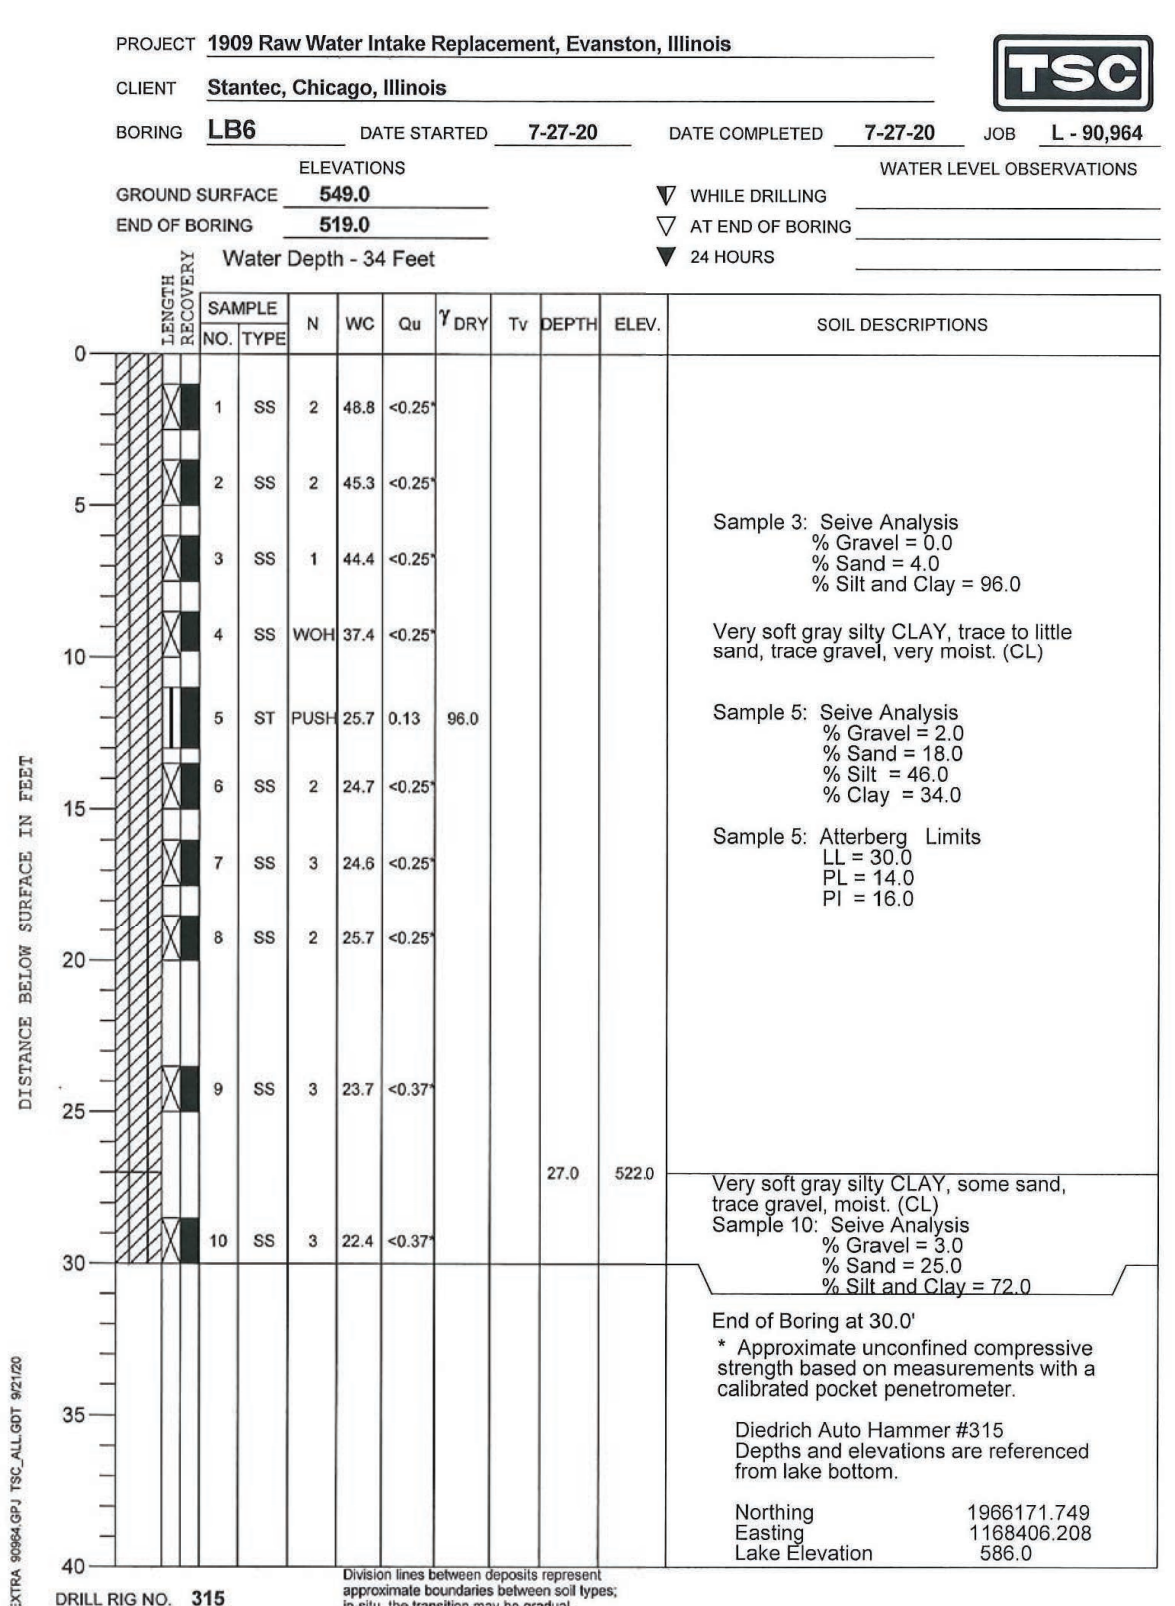 PROJECT 1909 Raw Water Intake Replacement, Evanston, Illinois
TSC
CLIENT Stantec, Chicago, Illinois
BORING LB6 DATE STARTED 7-27-20 DATE COMPLETED 7-27-20 JOB L - 90,964
ELEVATIONS WATER LEVEL OBSERVATIONS
GROUND SURFACE 549.0 WHILE DRILLING
END OF BORING 519.0 AT END OF BORING
Water Depth - 34 Feet 24 HOURS
LENGTH
RECOVERY
SAMPLE
NO. TYPE N WC Qu γ DRY Tv DEPTH ELEV. SOIL DESCRIPTIONS
0
1 SS 2 48.8 <0.25*
2 SS 2 45.3 <0.25*
5
Sample 3: Seive Analysis
% Gravel = 0.0
3 SS 1 44.4 <0.25* % Sand = 4.0
% Silt and Clay = 96.0
4 SS WOH 37.4 <0.25* Very soft gray silty CLAY, trace to little
10 sand, trace gravel, very moist. (CL)
5 ST PUSH 25.7 0.13 96.0 Sample 5: Seive Analysis
% Gravel = 2.0
% Sand = 18.0
6 SS 2 24.7 <0.25* % Silt = 46.0
% Clay = 34.0
15
Sample 5: Atterberg Limits
7 SS 3 24.6 <0.25* LL = 30.0
PL = 14.0
PI = 16.0
8 SS 2 25.7 <0.25*
20
9 SS 3 23.7 <0.37*
25
27.0 522.0
Very soft gray silty CLAY, some sand,
trace gravel, moist. (CL)
Sample 10: Seive Analysis
10 SS 3 22.4 <0.37* % Gravel = 3.0
30 % Sand = 25.0
% Silt and Clay = 72.0
End of Boring at 30.0'
* Approximate unconfined compressive
strength based on measurements with a
calibrated pocket penetrometer.
35
Diedrich Auto Hammer #315
Depths and elevations are referenced
from lake bottom.
Northing 1966171.749
Easting 1168406.208
Lake Elevation 586.0
40
DISTANCE BELOW SURFACE IN FEET
EXTRA 90964.GPJ TSC_ALL.GDT 9/21/20
DRILL RIG NO. 315
Division lines between deposits represent
approximate boundaries between soil types;
in-situ, the transition may be gradual.